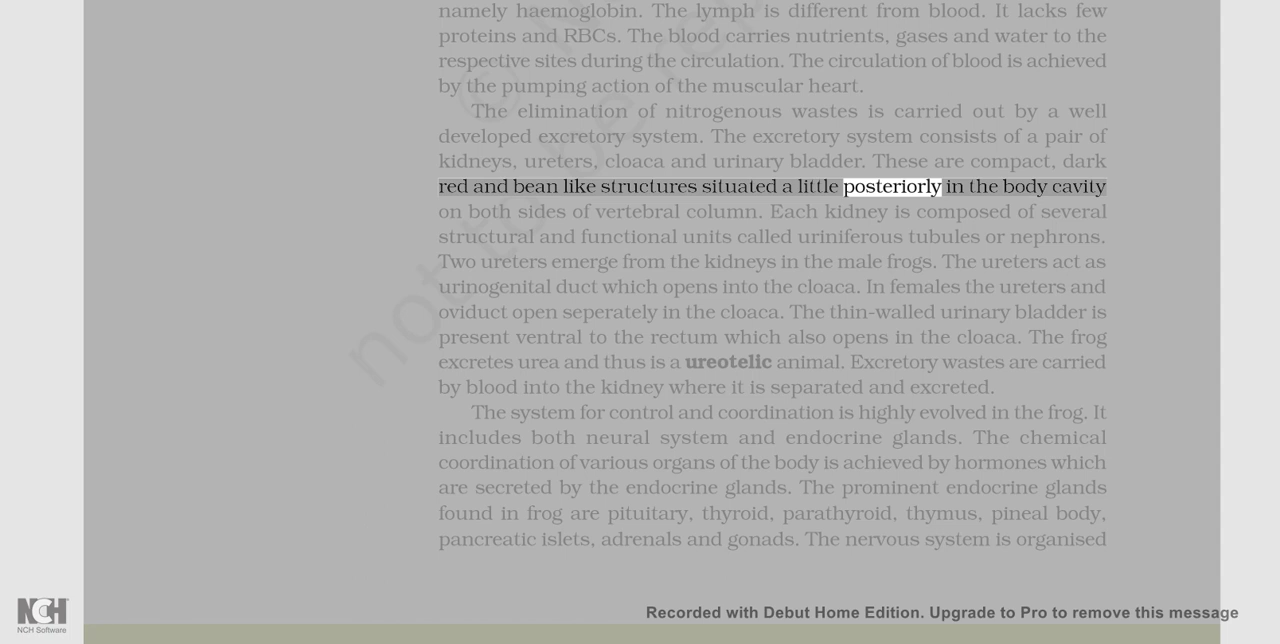 namely haemoglobin. The lymph is different from blood. It lacks few
proteins and RBCs. The blood carries nutrients, gases and water to the
respective sites during the circulation. The circulation of blood is achieved
by the pumping action of the muscular heart.
The elimination of nitrogenous wastes is carried out by a well
developed excretory system. The excretory system consists of a pair of
kidneys, ureters, cloaca and urinary bladder. These are compact, dark
red and bean like structures situated a little posteriorly in the body cavity
on both sides of vertebral column. Each kidney is composed of several
structural and functional units called uriniferous tubules or nephrons.
Two ureters emerge from the kidneys in the male frogs. The ureters act as
urinogenital duct which opens into the cloaca. In females the ureters and
oviduct open seperately in the cloaca. The thin-walled urinary bladder is
present ventral to the rectum which also opens in the cloaca. The frog
excretes urea and thus is a ureotelic animal. Excretory wastes are carried
by blood into the kidney where it is separated and excreted.
The system for control and coordination is highly evolved in the frog. It
includes both neural system and endocrine glands. The chemical
coordination of various organs of the body is achieved by hormones which
are secreted by the endocrine glands. The prominent endocrine glands
found in frog are pituitary, thyroid, parathyroid, thymus, pineal body,
pancreatic islets, adrenals and gonads. The nervous system is organised
© N
not to be rep
NCH
NCH Software
Recorded with Debut Home Edition. Upgrade to Pro to remove this message